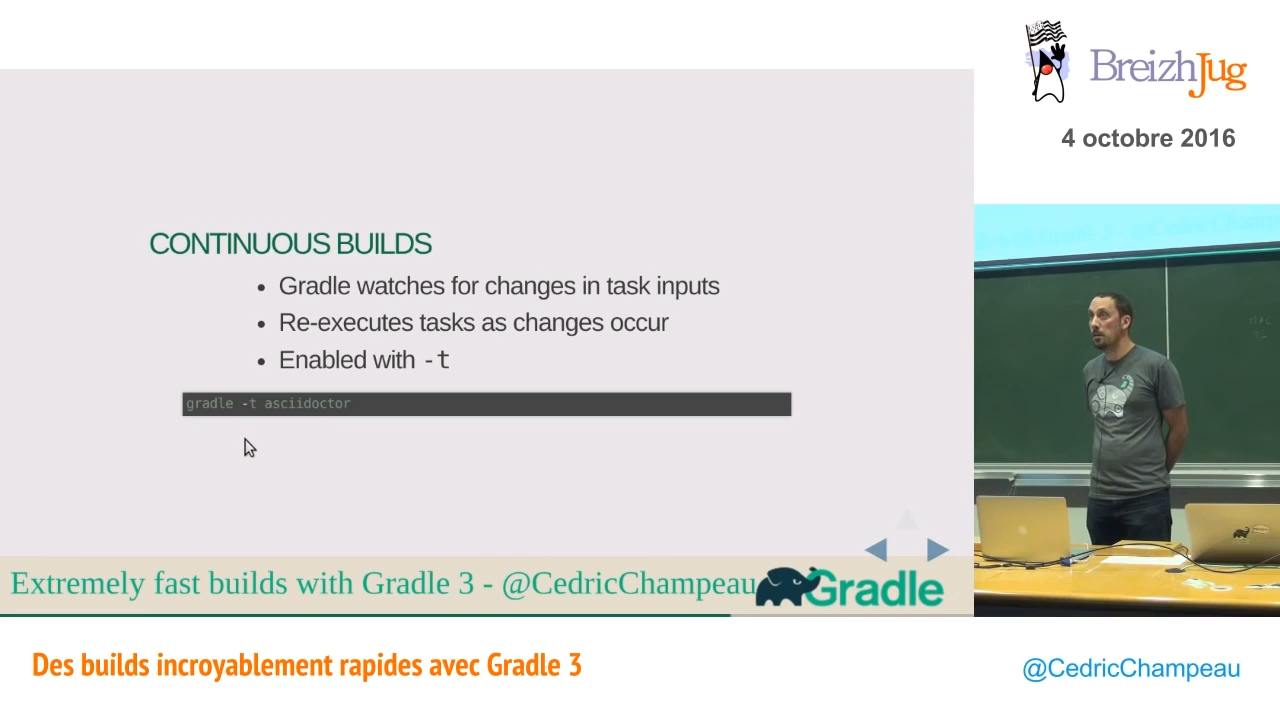 BreizhJug
4 octobre 2016
CONTINUOUS BUILDS
Gradle watches for changes in task inputs
Re-executes tasks as changes occur
Enabled with -t
gradle -t asciidoctor
Extremely fast builds with Gradle 3 - @CedricChampeau
Gradle
Des builds incroyablement rapides avec Gradle 3
@CedricChampeau